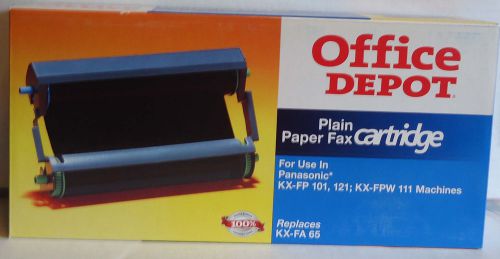 Office
DEPOT
Plain
Paper Fax cartridge
For Use In
Panasonic*
KX-FP 101, 121; KX-FPW 111 Machines
100%
Replaces
KX-FA 65